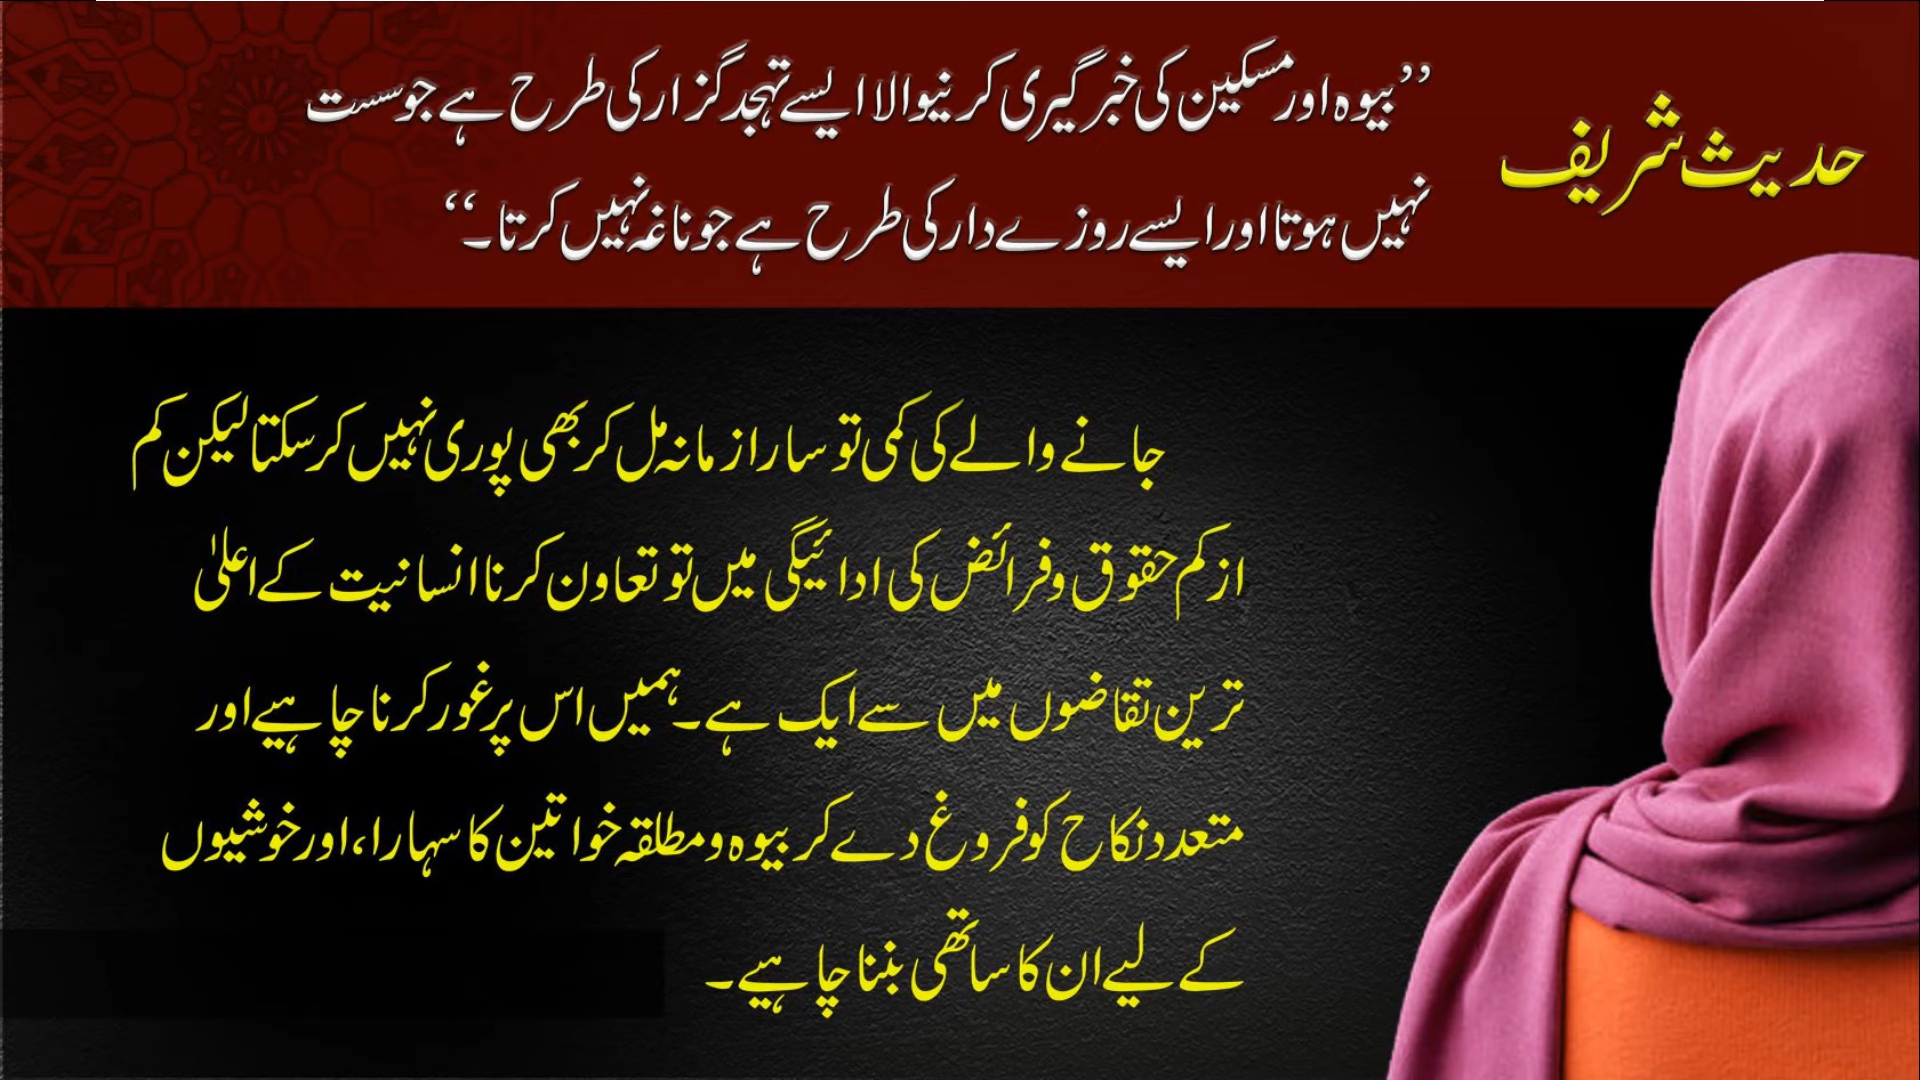 حدیث شریف
’’بیوہ اور مسکین کی خبر گیری کرنیوالا ایسے تہجد گزار کی طرح ہے جو سست
نہیں ہوتا اور ایسے روزے دار کی طرح ہے جو ناغہ نہیں کرتا۔‘‘
جانے والے کی کمی تو سارا زمانہ مل کر بھی پوری نہیں کر سکتا لیکن کم
از کم حقوق و فرائض کی ادائیگی میں تو تعاون کرنا انسانیت کے اعلیٰ
ترین تقاضوں میں سے ایک ہے۔ ہمیں اس پر غور کرنا چاہیے اور
متعدد نکاح کو فروغ دے کر بیوہ و مطلقہ خواتین کا سہارا، اور خوشیوں
کے لیے ان کا ساتھی بننا چاہیے۔